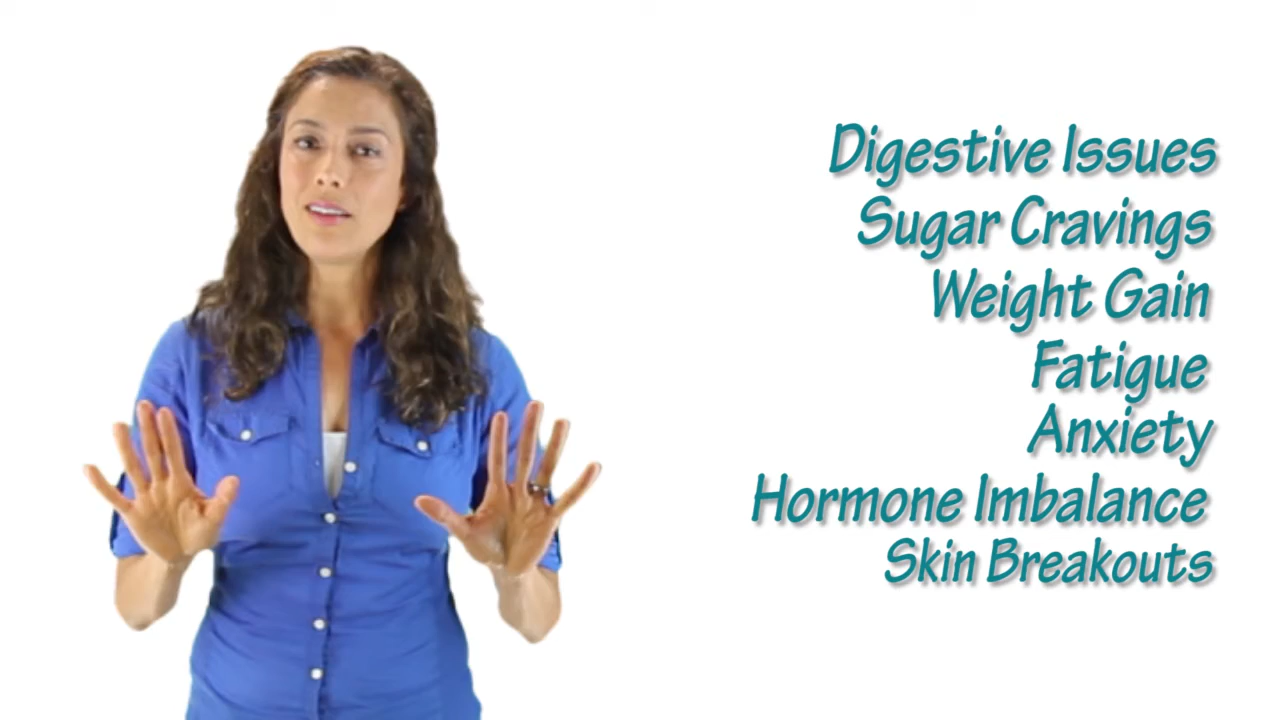 Digestive Issues
Sugar Cravings
Weight Gain
Fatigue
Anxiety
Hormone Imbalance
Skin Breakouts